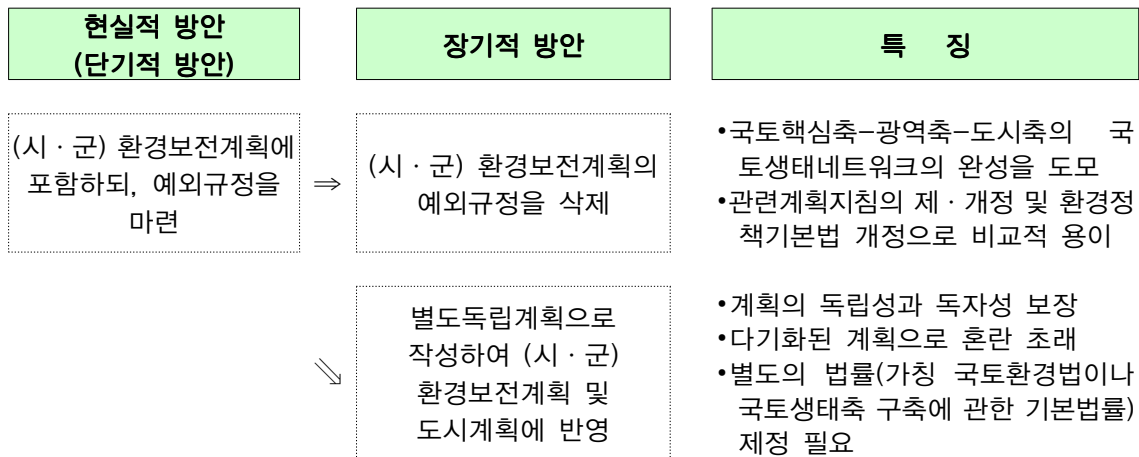 현실적 방안
(단기적 방안)
장기적 방안
특 징
(시 · 군) 환경보전계획에
포함하되, 예외규정을
마련
⇒
(시 · 군) 환경보전계획의
예외규정을 삭제
•국토핵심축-광역축-도시축의 국
토생태네트워크의 완성을 도모
•관련계획지침의 제 · 개정 및 환경정
책기본법 개정으로 비교적 용이
⇘
별도독립계획으로
작성하여 (시 · 군)
환경보전계획 및
도시계획에 반영
•계획의 독립성과 독자성 보장
•다기화된 계획으로 혼란 초래
•별도의 법률(가칭 국토환경법이나
국토생태축 구축에 관한 기본법률)
제정 필요